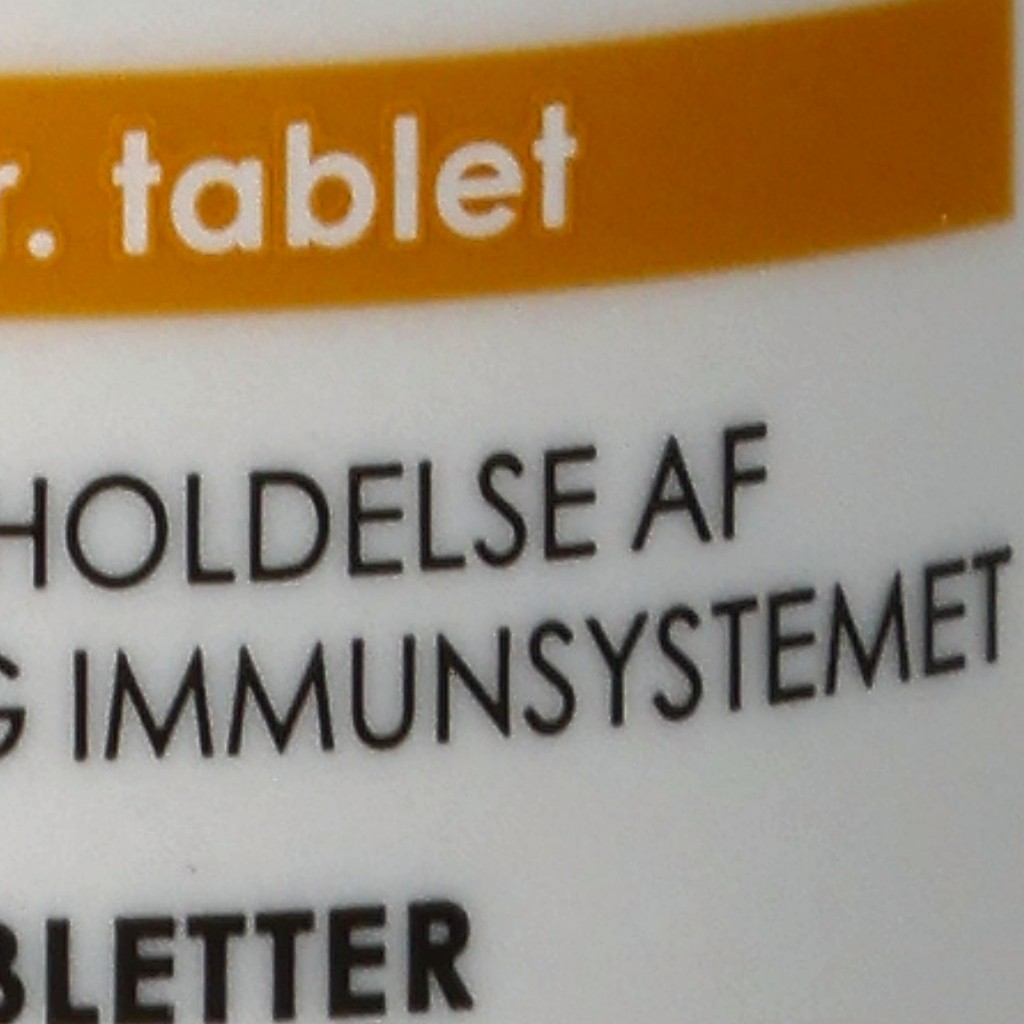 r. tablet
HOLDELSE AF
G IMMUNSYSTEMET
BLETTER